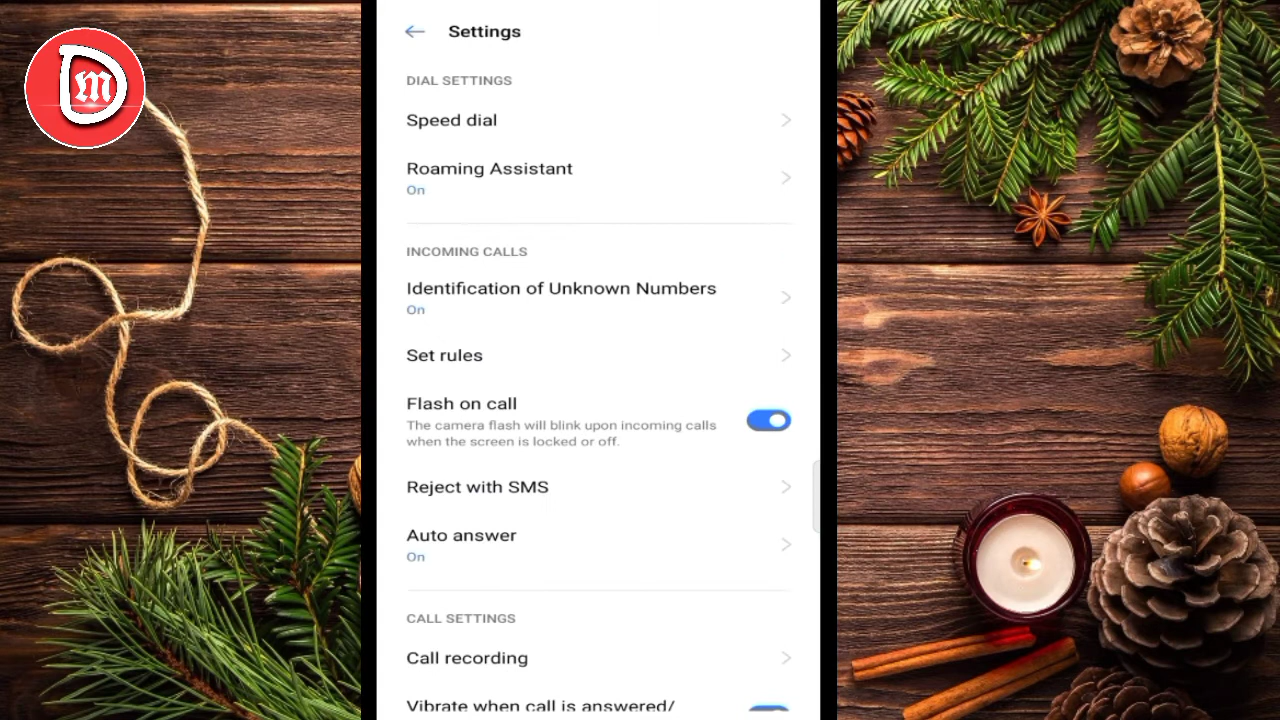 Dm
Settings
DIAL SETTINGS
Speed dial
Roaming Assistant
On
INCOMING CALLS
Identification of Unknown Numbers
On
Set rules
Flash on call
The camera flash will blink upon incoming calls
when the screen is locked or off.
Reject with SMS
Auto answer
On
CALL SETTINGS
Call recording
Vibrate when call is answered/